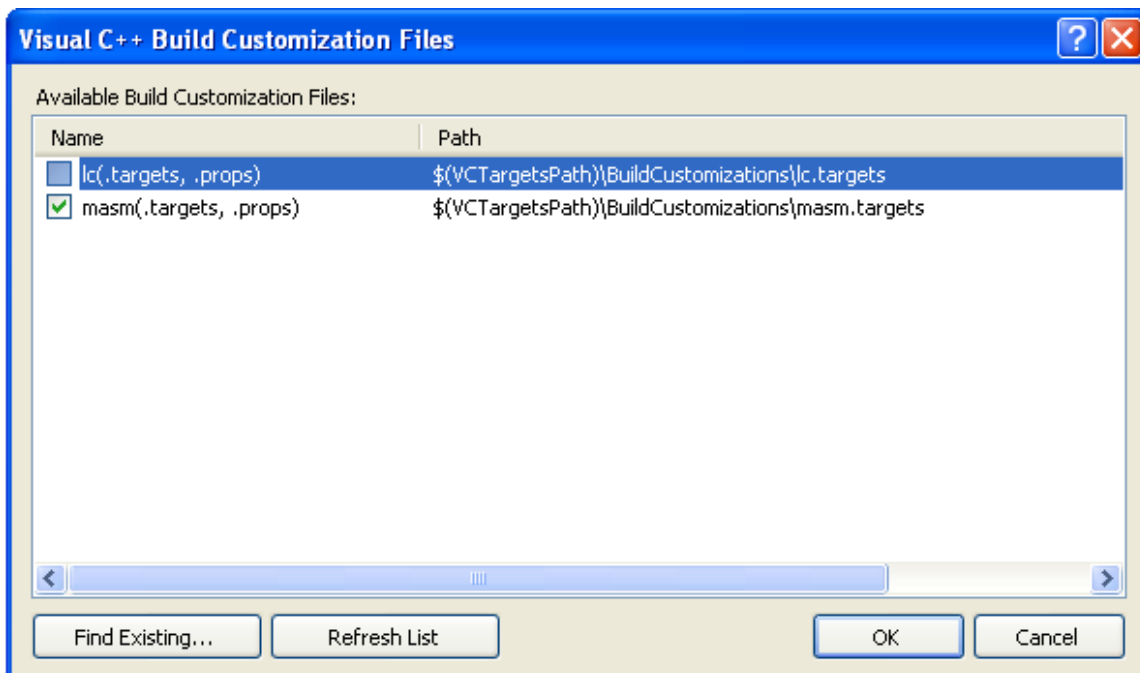 Visual C++ Build Customization Files
Available Build Customization Files:
Name Path
lc(.targets, .props) $(VCTargetsPath)\BuildCustomizations\lc.targets
masm(.targets, .props) $(VCTargetsPath)\BuildCustomizations\masm.targets
Find Existing... Refresh List OK Cancel